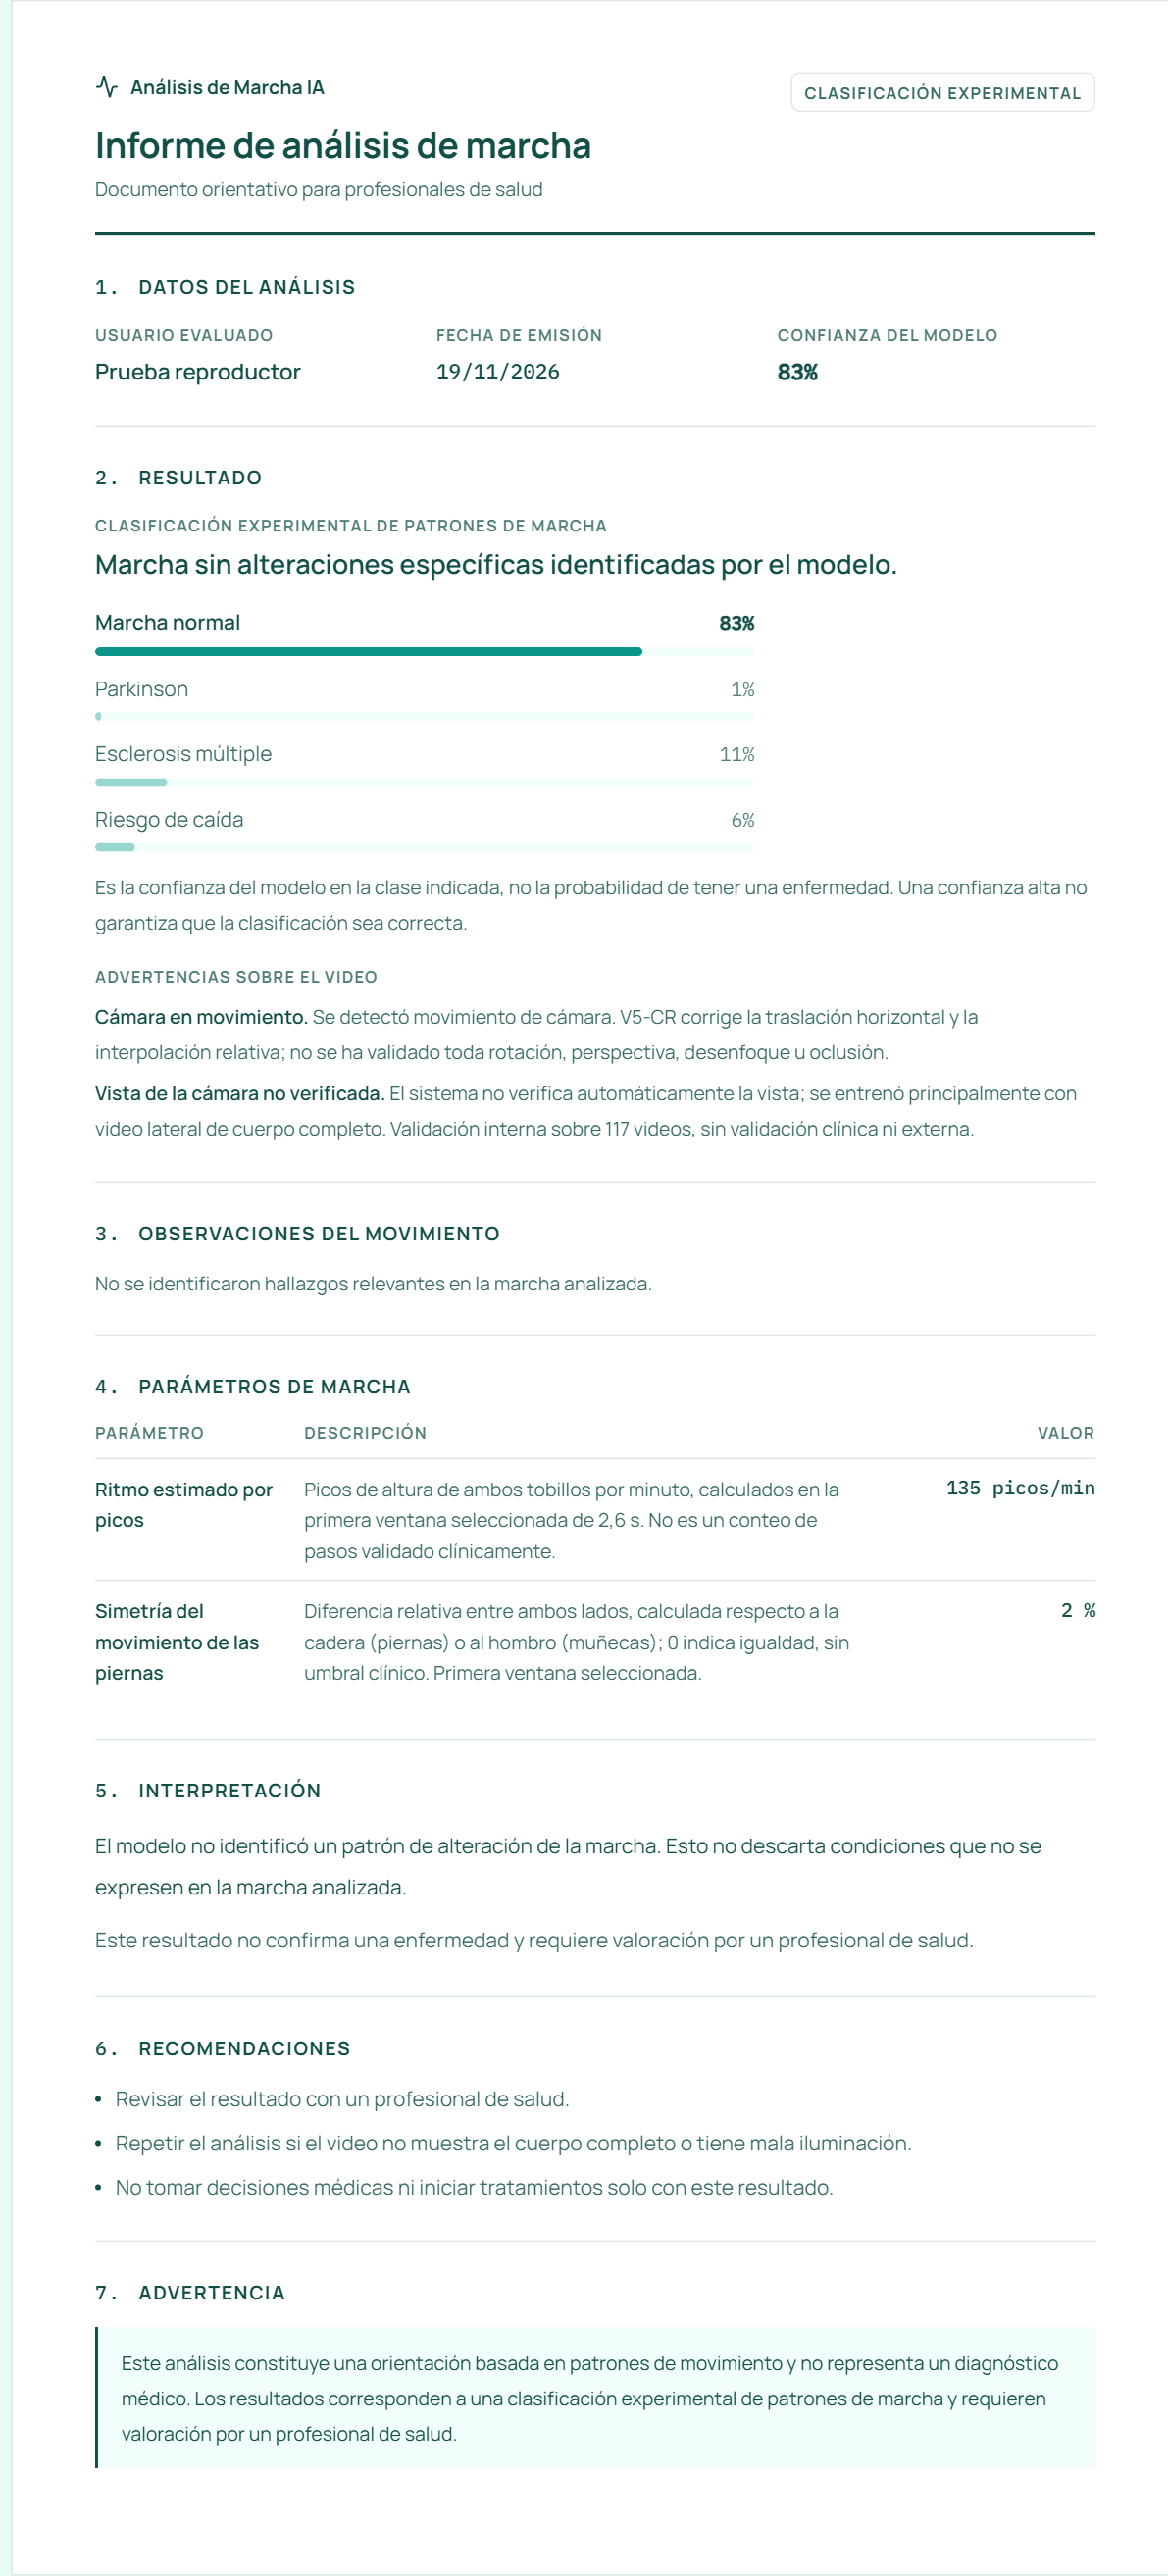 Análisis de Marcha IA
CLASIFICACIÓN EXPERIMENTAL
Informe de análisis de marcha
Documento orientativo para profesionales de salud
1. DATOS DEL ANÁLISIS
USUARIO EVALUADO FECHA DE EMISIÓN CONFIANZA DEL MODELO
Prueba reproductor 19/11/2026 83%
2. RESULTADO
CLASIFICACIÓN EXPERIMENTAL DE PATRONES DE MARCHA
Marcha sin alteraciones específicas identificadas por el modelo.
Marcha normal 83%
Parkinson 1%
Esclerosis múltiple 11%
Riesgo de caída 6%
Es la confianza del modelo en la clase indicada, no la probabilidad de tener una enfermedad. Una confianza alta no
garantiza que la clasificación sea correcta.
ADVERTENCIAS SOBRE EL VIDEO
Cámara en movimiento. Se detectó movimiento de cámara. V5-CR corrige la traslación horizontal y la
interpolación relativa; no se ha validado toda rotación, perspectiva, desenfoque u oclusión.
Vista de la cámara no verificada. El sistema no verifica automáticamente la vista; se entrenó principalmente con
video lateral de cuerpo completo. Validación interna sobre 117 videos, sin validación clínica ni externa.
3. OBSERVACIONES DEL MOVIMIENTO
No se identificaron hallazgos relevantes en la marcha analizada.
4. PARÁMETROS DE MARCHA
PARÁMETRO DESCRIPCIÓN VALOR
Ritmo estimado por Picos de altura de ambos tobillos por minuto, calculados en la 135 picos/min
picos primera ventana seleccionada de 2,6 s. No es un conteo de
pasos validado clínicamente.
Simetría del Diferencia relativa entre ambos lados, calculada respecto a la 2 %
movimiento de las cadera (piernas) o al hombro (muñecas); 0 indica igualdad, sin
piernas umbral clínico. Primera ventana seleccionada.
5. INTERPRETACIÓN
El modelo no identificó un patrón de alteración de la marcha. Esto no descarta condiciones que no se
expresen en la marcha analizada.
Este resultado no confirma una enfermedad y requiere valoración por un profesional de salud.
6. RECOMENDACIONES
• Revisar el resultado con un profesional de salud.
• Repetir el análisis si el video no muestra el cuerpo completo o tiene mala iluminación.
• No tomar decisiones médicas ni iniciar tratamientos solo con este resultado.
7. ADVERTENCIA
Este análisis constituye una orientación basada en patrones de movimiento y no representa un diagnóstico
médico. Los resultados corresponden a una clasificación experimental de patrones de marcha y requieren
valoración por un profesional de salud.